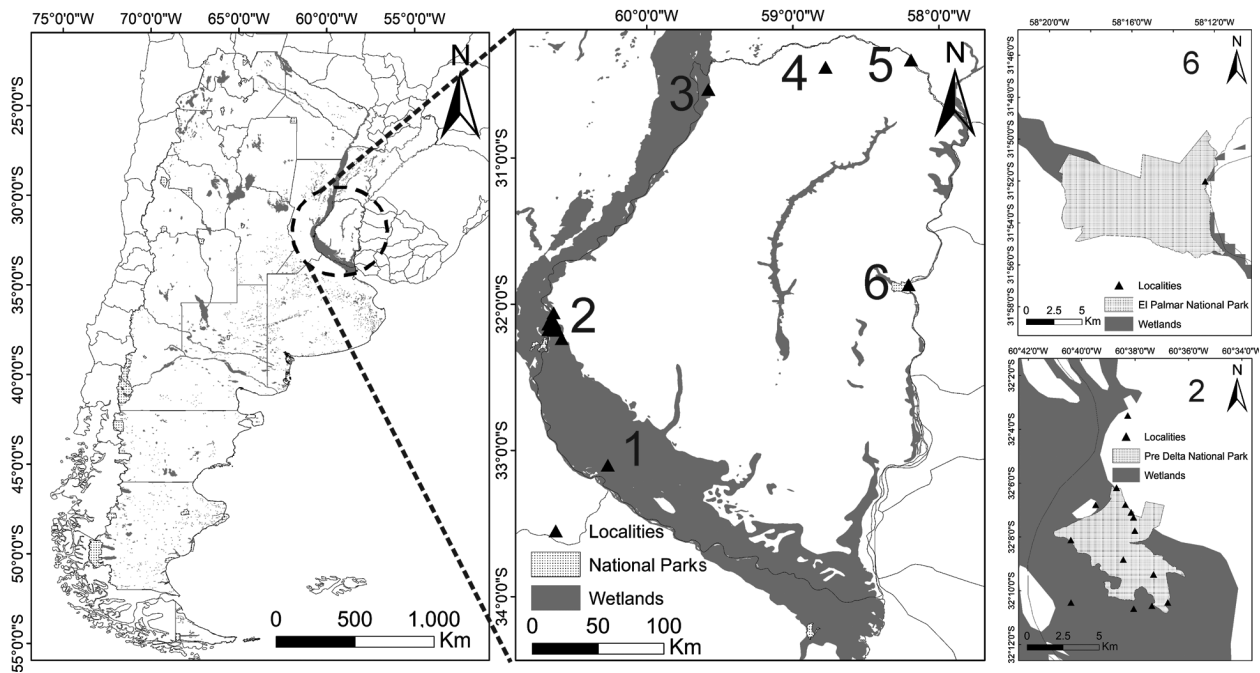 75°0'0"W 70°0'0"W 65°0'0"W 60°0'0"W 55°0'0"W
25°0'0"S
30°0'0"S
35°0'0"S
40°0'0"S
45°0'0"S
50°0'0"S
55°0'0"S
N
0 500 1.000
Km
60°0'0"W 59°0'0"W 58°0'0"W
31°0'0"S
32°0'0"S
33°0'0"S
34°0'0"S
N
3
4
5
2
6
1
Localities
National Parks
Wetlands
0 50 100
Km
58°20'0"W 58°16'0"W 58°12'0"W
31°46'0"S
31°48'0"S
31°50'0"S
31°52'0"S
31°54'0"S
31°56'0"S
31°58'0"S
6
N
Localities
El Palmar National Park
Wetlands
0 2.5 5
Km
60°42'0"W 60°40'0"W 60°38'0"W 60°36'0"W 60°34'0"W
32°2'0"S
32°4'0"S
32°6'0"S
32°8'0"S
32°10'0"S
32°12'0"S
2
N
Localities
Pre Delta National Park
Wetlands
0 2.5 5
Km